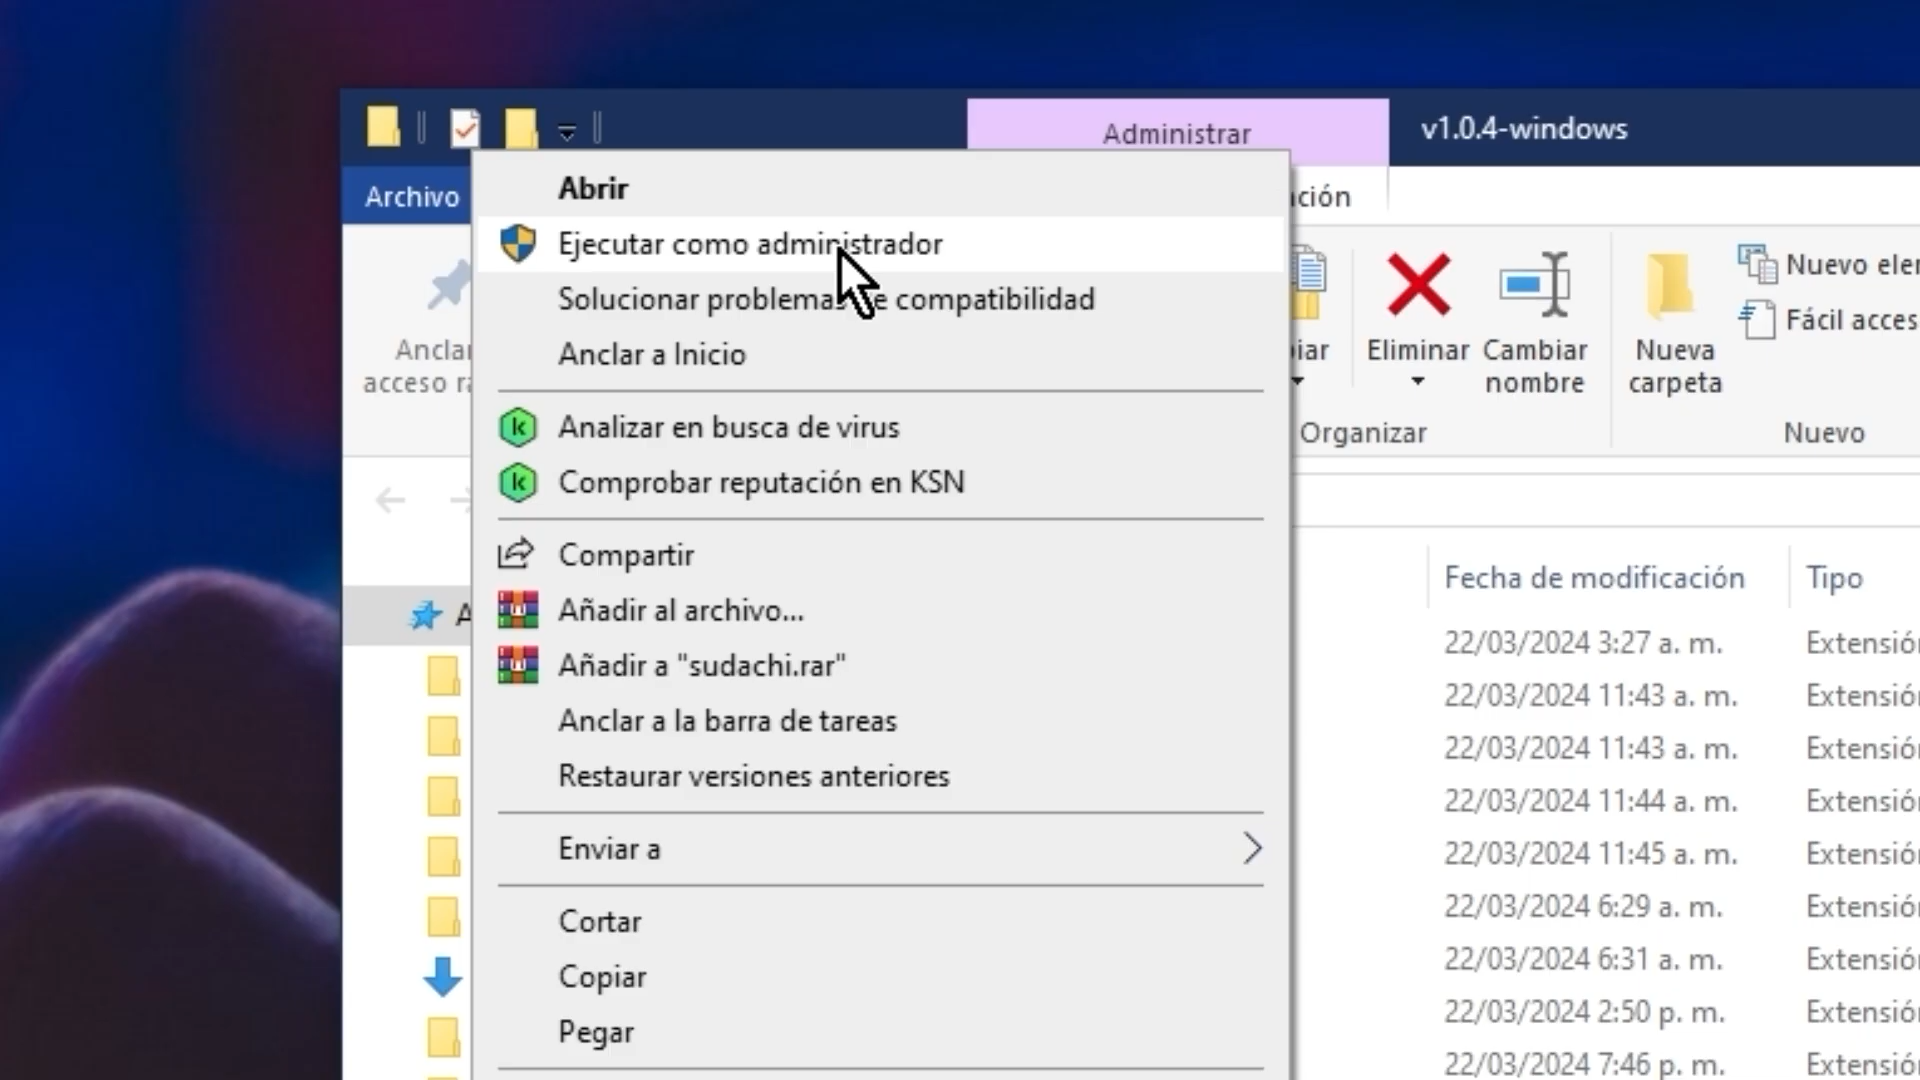 Administrar
v1.0.4-windows
Archivo
Abrir
Ejecutar como administrador
Solucionar problemas de compatibilidad
Anclar a Inicio
Analizar en busca de virus
Comprobar reputación en KSN
Compartir
Añadir al archivo...
Añadir a "sudachi.rar"
Anclar a la barra de tareas
Restaurar versiones anteriores
Enviar a
Cortar
Copiar
Pegar
Eliminar
Cambiar
nombre
Organizar
Nueva
carpeta
Nuevo
Nuevo
Fácil
acceso
Fecha de modificación
Tipo
22/03/2024 3:27 a. m.
22/03/2024 11:43 a. m.
22/03/2024 11:43 a. m.
22/03/2024 11:44 a. m.
22/03/2024 11:45 a. m.
22/03/2024 6:29 a. m.
22/03/2024 6:31 a. m.
22/03/2024 2:50 p. m.
22/03/2024 7:46 p. m.